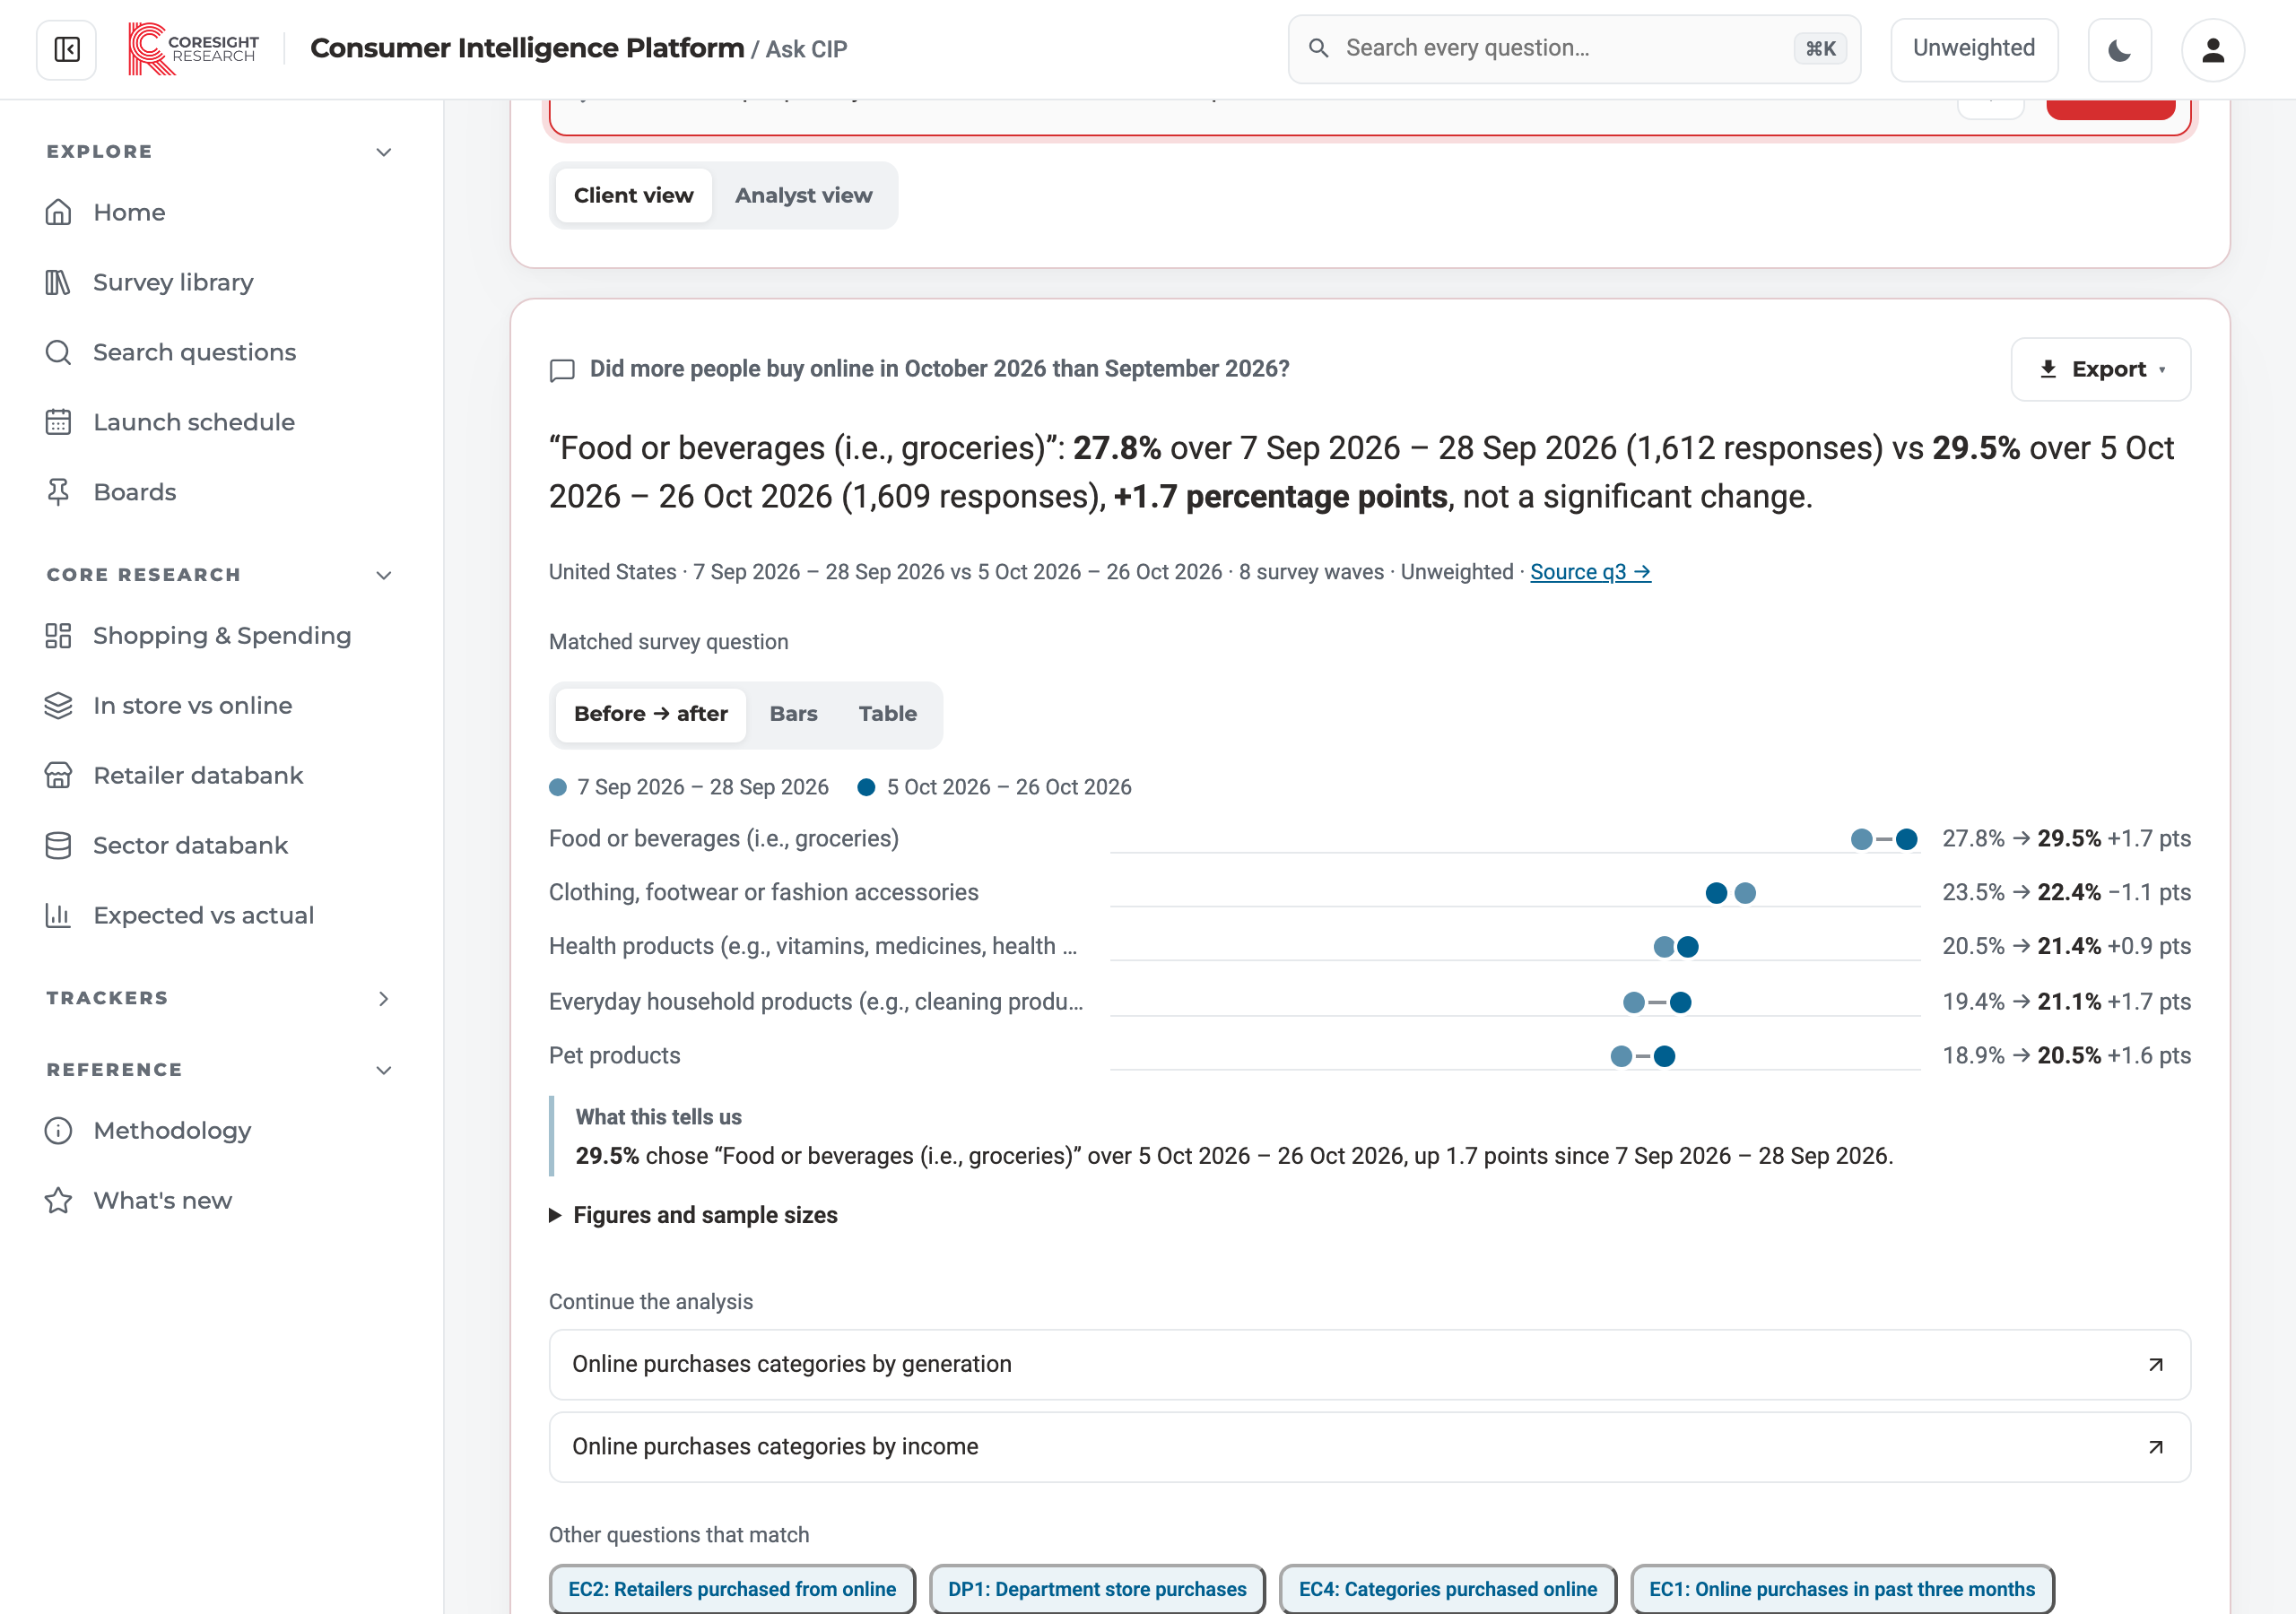 CORESIGHT
RESEARCH
Consumer Intelligence Platform / Ask CIP
Search every question...
⌘K
Unweighted
EXPLORE
Home
Survey library
Search questions
Launch schedule
Boards
CORE RESEARCH
Shopping & Spending
In store vs online
Retailer databank
Sector databank
Expected vs actual
TRACKERS
REFERENCE
Methodology
What's new
Client view
Analyst view
Did more people buy online in October 2026 than September 2026?
Export ▾
“Food or beverages (i.e., groceries)”: 27.8% over 7 Sep 2026 – 28 Sep 2026 (1,612 responses) vs 29.5% over 5 Oct
2026 – 26 Oct 2026 (1,609 responses), +1.7 percentage points, not a significant change.
United States · 7 Sep 2026 – 28 Sep 2026 vs 5 Oct 2026 – 26 Oct 2026 · 8 survey waves · Unweighted · Source q3 →
Matched survey question
Before → after
Bars
Table
7 Sep 2026 – 28 Sep 2026
5 Oct 2026 – 26 Oct 2026
Food or beverages (i.e., groceries)
27.8% → 29.5% +1.7 pts
Clothing, footwear or fashion accessories
23.5% → 22.4% −1.1 pts
Health products (e.g., vitamins, medicines, health ...
20.5% → 21.4% +0.9 pts
Everyday household products (e.g., cleaning produ...
19.4% → 21.1% +1.7 pts
Pet products
18.9% → 20.5% +1.6 pts
What this tells us
29.5% chose “Food or beverages (i.e., groceries)” over 5 Oct 2026 – 26 Oct 2026, up 1.7 points since 7 Sep 2026 – 28 Sep 2026.
▶ Figures and sample sizes
Continue the analysis
Online purchases categories by generation
Online purchases categories by income
Other questions that match
EC2: Retailers purchased from online
DP1: Department store purchases
EC4: Categories purchased online
EC1: Online purchases in past three months